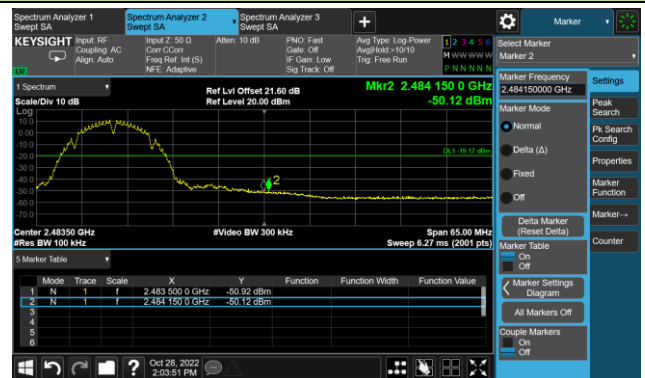 Spectrum Analyzer 1
Swept SA
Spectrum Analyzer 2
Swept SA
Spectrum Analyzer 3
Swept SA
Marker
KEYSIGHT
Input: RF
Coupling: AC
Align: Auto
Input Z: 50 Ω
Corr CCorr
Freq Ref: Int (S)
NFE: Adaptive
Atten: 10 dB
PNO: Fast
Gate: Off
IF Gain: Low
Sig Track: Off
Avg Type: Log-Power
Avg|Hold:>10/10
Trig: Free Run
1 2 3 4 5 6
M W W W W W
P N N N N N
LW
1 Spectrum
Scale/Div 10 dB
Log
Ref Lvl Offset 21.60 dB
Ref Level 20.00 dBm
Mkr2 2.484 150 0 GHz
-50.12 dBm
10.0
0.00
-10.0
-20.0
-30.0
-40.0
-50.0
-60.0
-70.0
DL1 -19.17 dBm
2
Center 2.48350 GHz
#Res BW 100 kHz
#Video BW 300 kHz
Span 65.00 MHz
Sweep 6.27 ms (2001 pts)
5 Marker Table
Mode Trace Scale X Y Function Function Width Function Value
1 N 1 f 2.483 500 0 GHz -50.92 dBm
2 N 1 f 2.484 150 0 GHz -50.12 dBm
3
4
5
6
Select Marker
Marker 2
Marker Frequency
2.484150000 GHz
Marker Mode
Normal
Delta (Δ)
Fixed
Off
Delta Marker
(Reset Delta)
Marker Table
On
Off
Marker Settings
Diagram
All Markers Off
Couple Markers
On
Off
Settings
Peak
Search
Pk Search
Config
Properties
Marker
Function
Marker→
Counter
?
Oct 28, 2022
2:03:51 PM